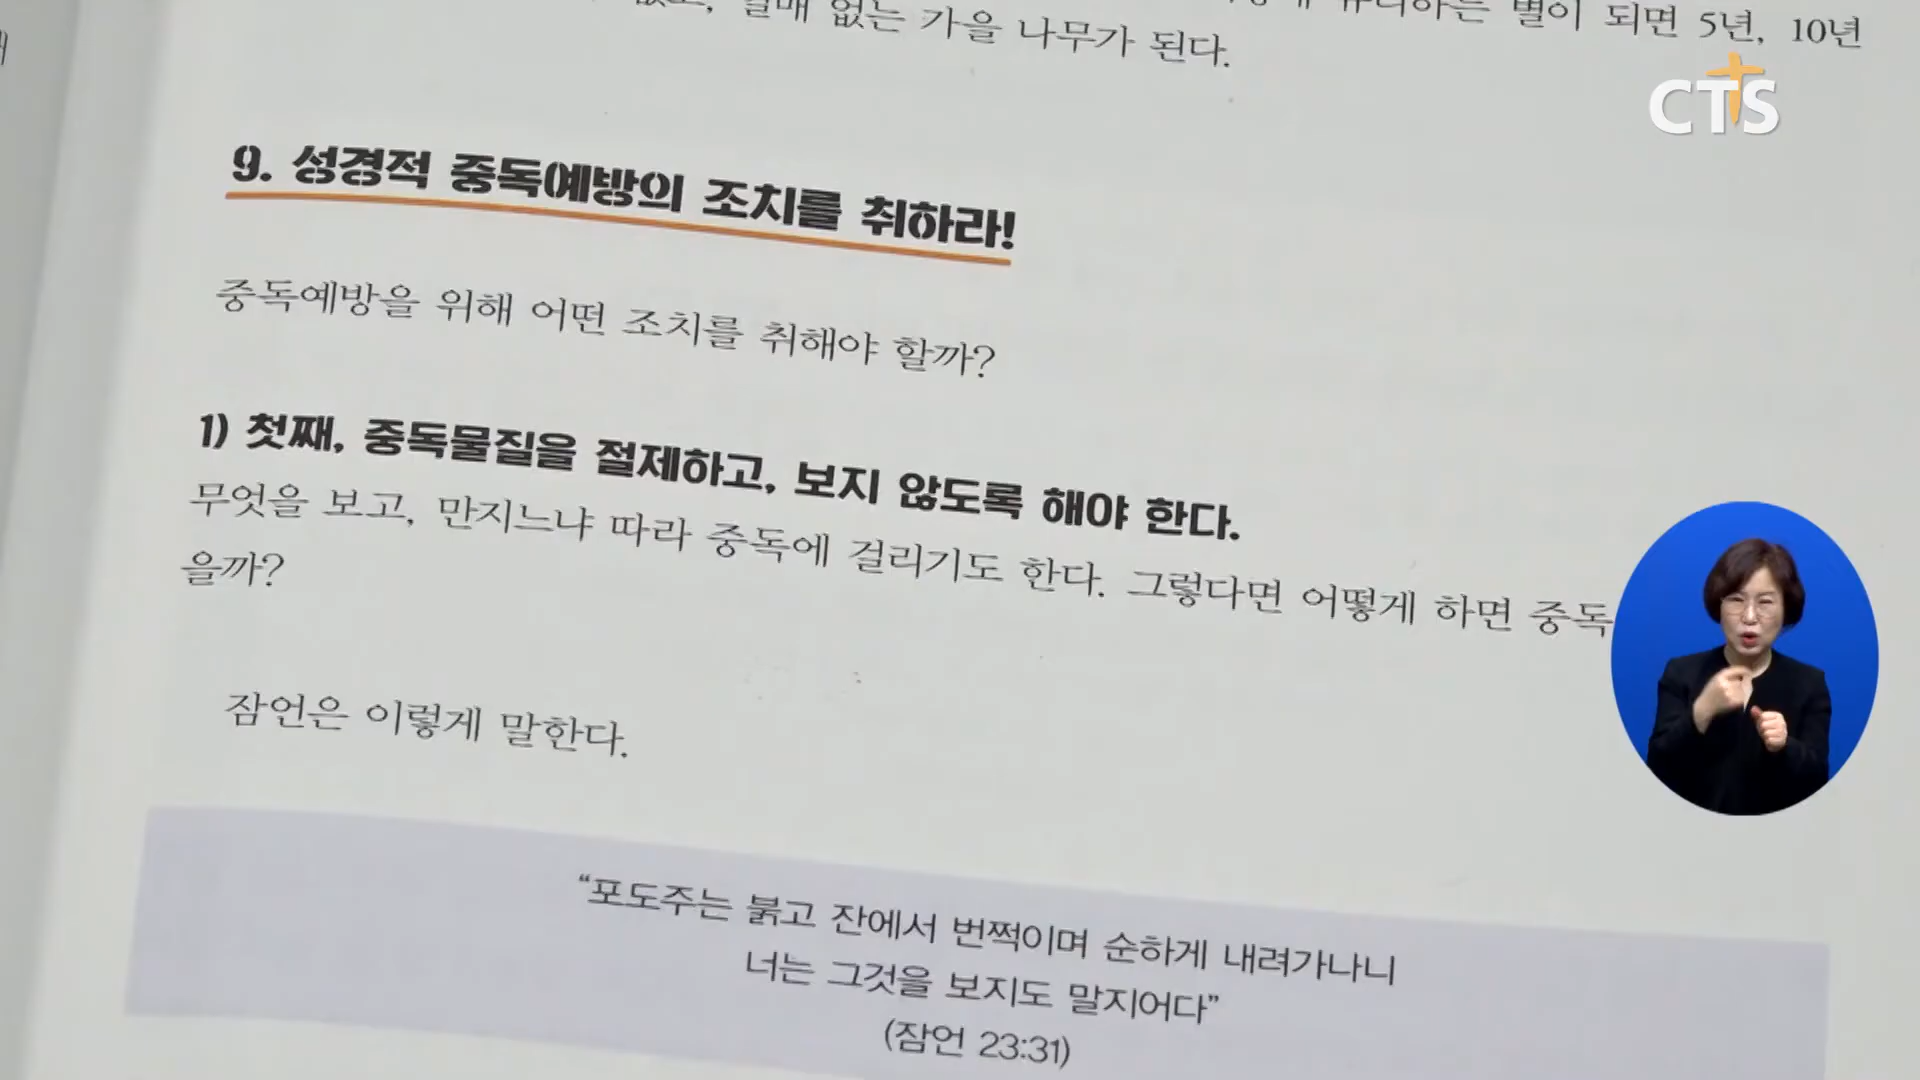 없는 가을 나무가 된다.
별이 되면 5년, 10년
CTS
9. 성경적 중독예방의 조치를 취하라!
중독예방을 위해 어떤 조치를 취해야 할까?
1) 첫째, 중독물질을 절제하고, 보지 않도록 해야 한다.
무엇을 보고, 만지느냐 따라 중독에 걸리기도 한다. 그렇다면 어떻게 하면 중독
을까?
잠언은 이렇게 말한다.
“포도주는 붉고 잔에서 번쩍이며 순하게 내려가나니
너는 그것을 보지도 말지어다”
(잠언 23:31)